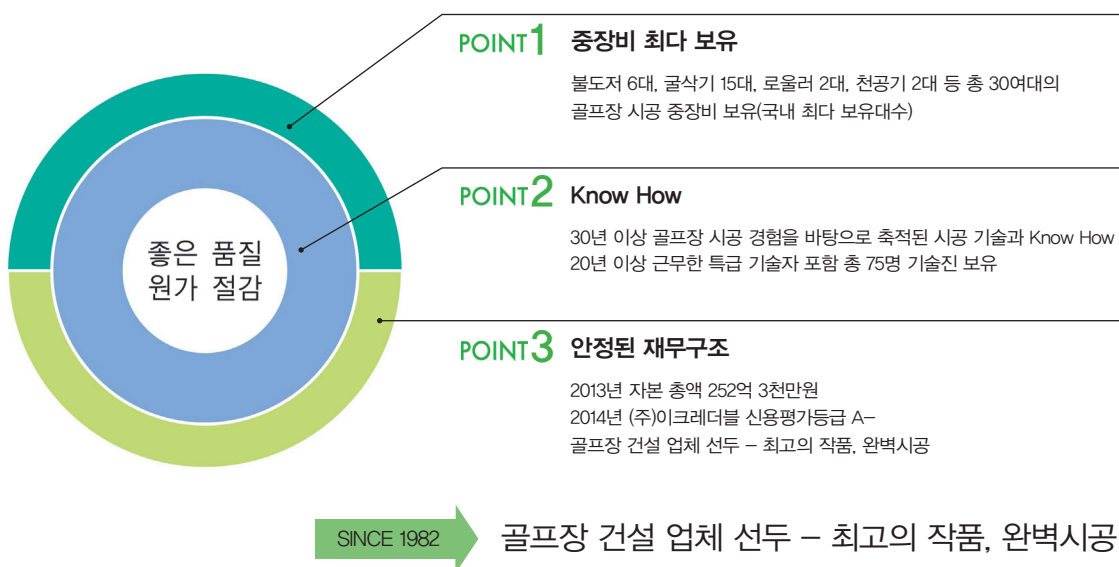 POINT1 중장비 최다 보유
불도저 6대, 굴삭기 15대, 로울러 2대, 천공기 2대 등 총 30여대의
골프장 시공 중장비 보유(국내 최다 보유대수)
POINT2 Know How
30년 이상 골프장 시공 경험을 바탕으로 축적된 시공 기술과 Know How
20년 이상 근무한 특급 기술자 포함 총 75명 기술진 보유
좋은 품질
원가 절감
POINT3 안정된 재무구조
2013년 자본 총액 252억 3천만원
2014년 (주)이크레더블 신용평가등급 A-
골프장 건설 업체 선두 - 최고의 작품, 완벽시공
SINCE 1982 골프장 건설 업체 선두 - 최고의 작품, 완벽시공